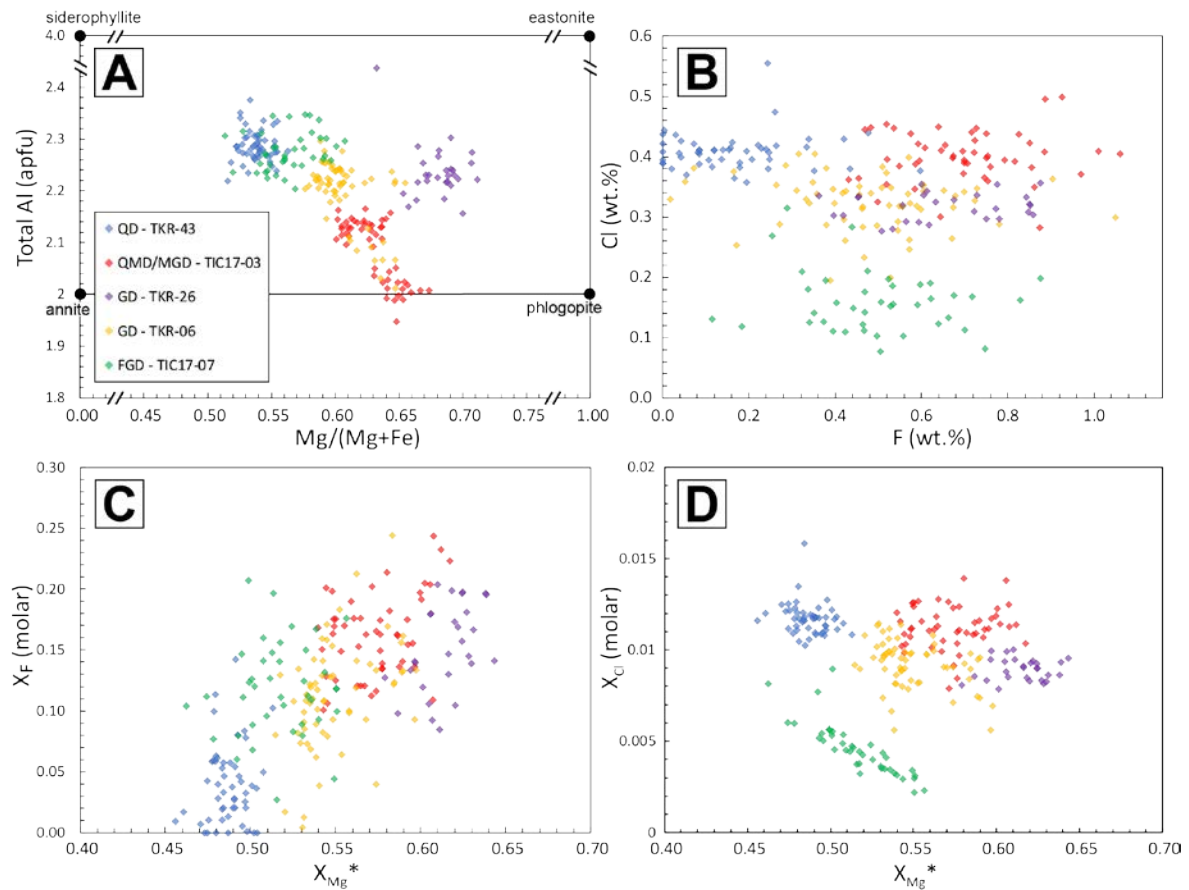 siderophyllite
eastonite
4.0
A
2.4
2.3
2.2
2.1
2
1.9
1.8
Total Al (apfu)
annite
phlogopite
QD - TKR-43
QMD/MGD - TIC17-03
GD - TKR-26
GD - TKR-06
FGD - TIC17-07
0.00 0.50 0.55 0.60 0.65 0.70 0.75 1.00
Mg/(Mg+Fe)
B
0.6
0.5
0.4
0.3
0.2
0.1
0.0
Cl (wt.%)
0.0 0.2 0.4 0.6 0.8 1.0
F (wt.%)
C
0.30
0.25
0.20
0.15
0.10
0.05
0.00
XF (molar)
0.40 0.45 0.50 0.55 0.60 0.65 0.70
XMg*
D
0.02
0.015
0.01
0.005
0
XCl (molar)
0.40 0.45 0.50 0.55 0.60 0.65 0.70
XMg*